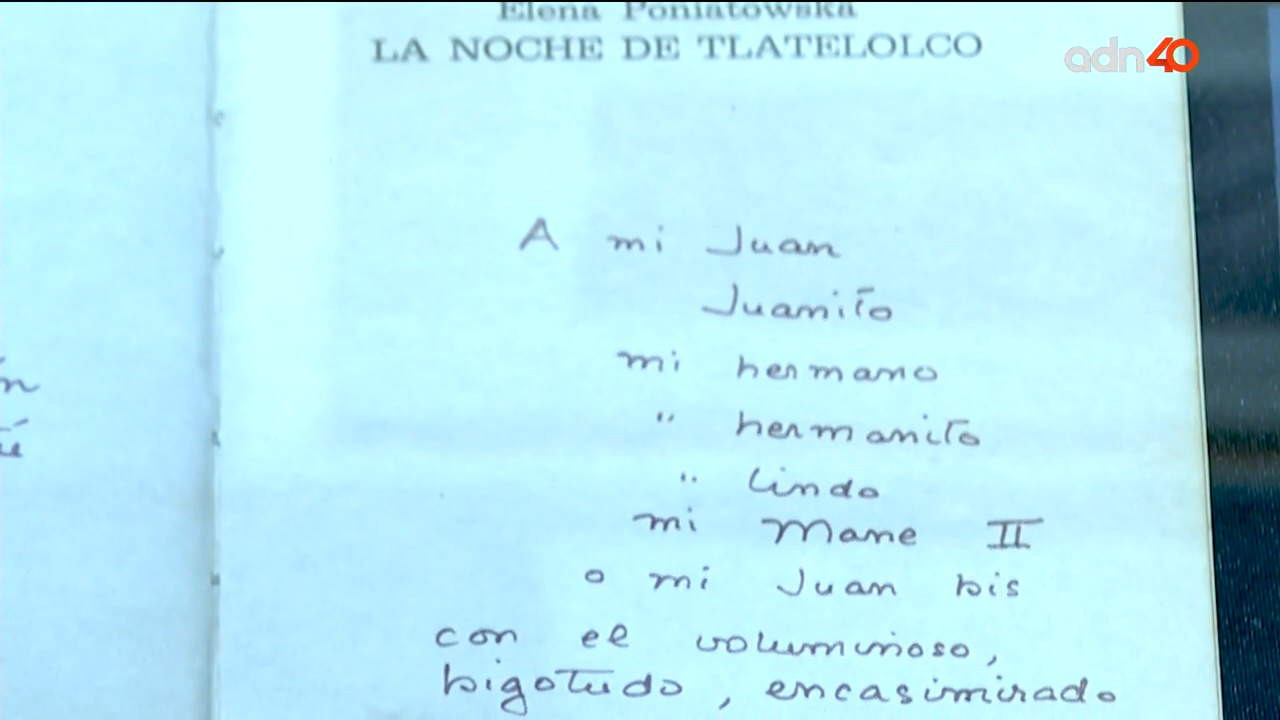 Elena Poniatowska
LA NOCHE DE TLATELOLCO
adn40
A mi Juan
Juanito
mi hermano
" hermanito
" lindo
mi Mane II
o mi Juan bis
con el voluminoso,
bigotudo, encasimirado